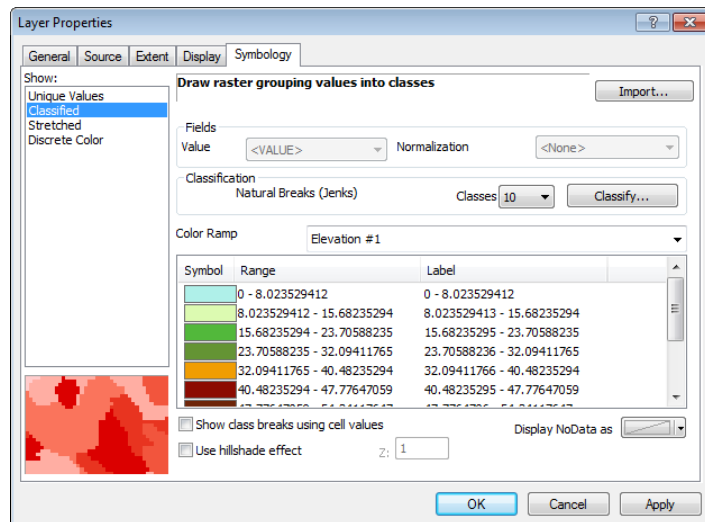 Layer Properties
General Source Extent Display Symbology
Show:
Unique Values
Classified
Stretched
Discrete Color
Draw raster grouping values into classes
Import...
Fields
Value <VALUE> Normalization <None>
Classification
Natural Breaks (Jenks) Classes 10 Classify...
Color Ramp Elevation #1
Symbol Range Label
0 - 8.023529412 0 - 8.023529412
8.023529412 - 15.68235294 8.023529413 - 15.68235294
15.68235294 - 23.70588235 15.68235295 - 23.70588235
23.70588235 - 32.09411765 23.70588236 - 32.09411765
32.09411765 - 40.48235294 32.09411766 - 40.48235294
40.48235294 - 47.77647059 40.48235295 - 47.77647059
Show class breaks using cell values
Display NoData as
Use hillshade effect Z: 1
OK Cancel Apply